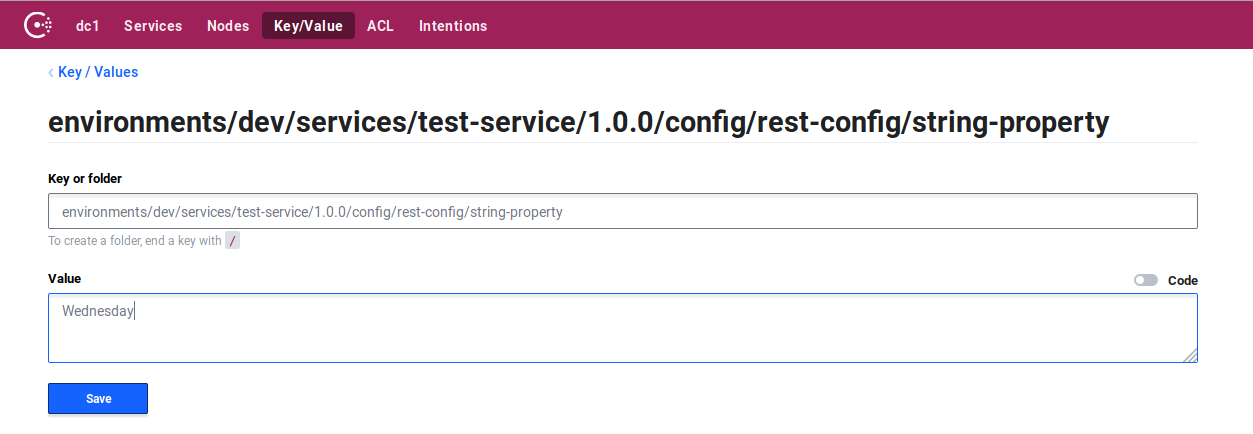 dc1 Services Nodes Key/Value ACL Intentions
‹ Key / Values
environments/dev/services/test-service/1.0.0/config/rest-config/string-property
Key or folder
environments/dev/services/test-service/1.0.0/config/rest-config/string-property
To create a folder, end a key with /
Value Code
Wednesday
Save